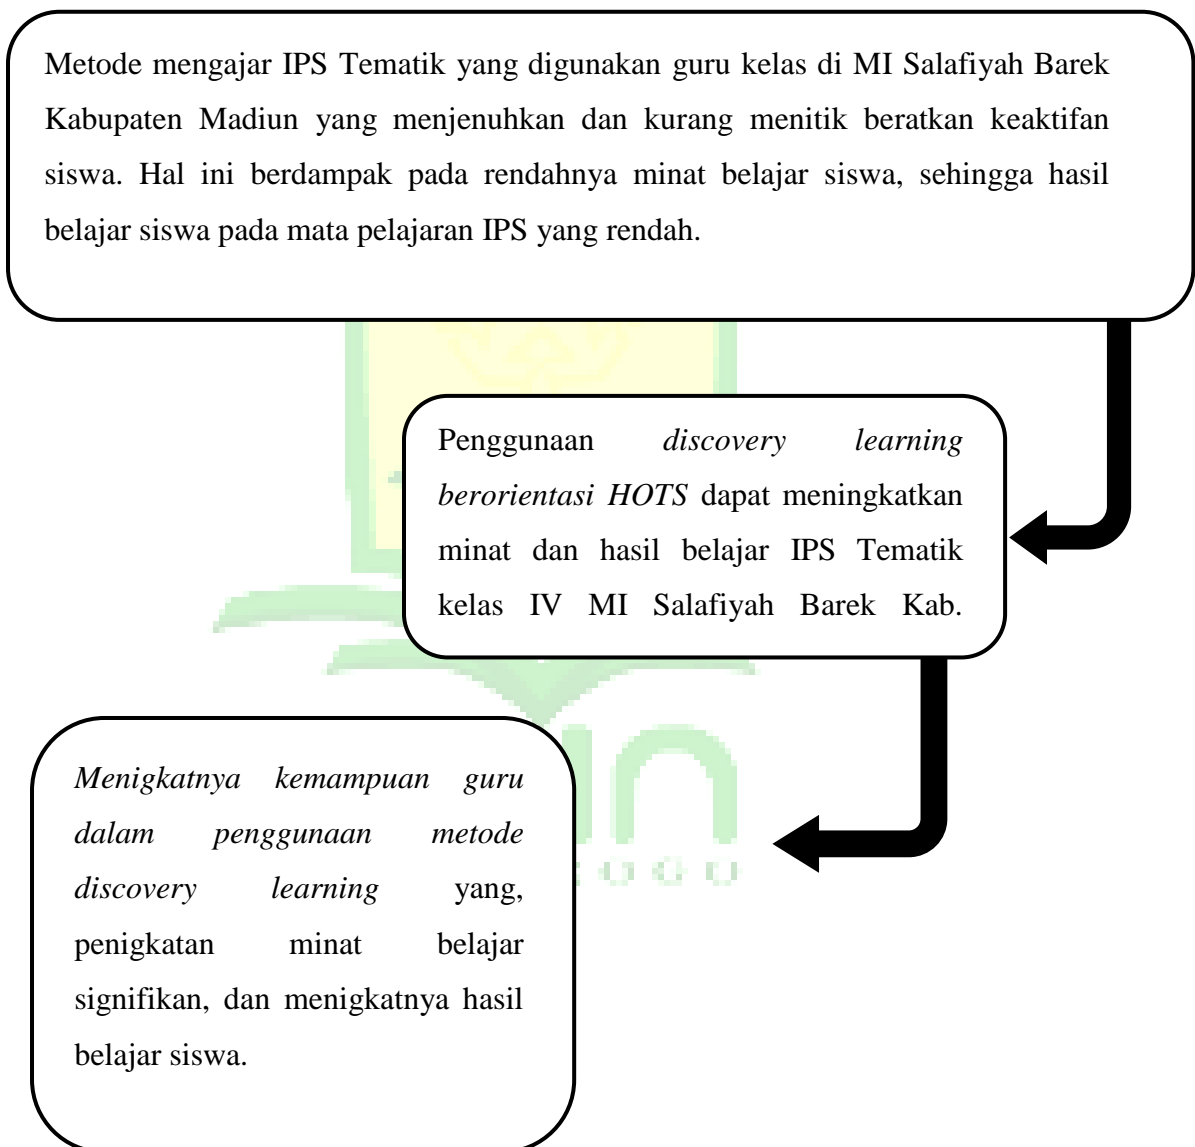 Metode mengajar IPS Tematik yang digunakan guru kelas di MI Salafiyah Barek
Kabupaten Madiun yang menjenuhkan dan kurang menitik beratkan keaktifan
siswa. Hal ini berdampak pada rendahnya minat belajar siswa, sehingga hasil
belajar siswa pada mata pelajaran IPS yang rendah.
Penggunaan discovery learning
berorientasi HOTS dapat meningkatkan
minat dan hasil belajar IPS Tematik
kelas IV MI Salafiyah Barek Kab.
Menigkatnya kemampuan guru
dalam penggunaan metode
discovery learning yang,
penigkatan minat belajar
signifikan, dan menigkatnya hasil
belajar siswa.